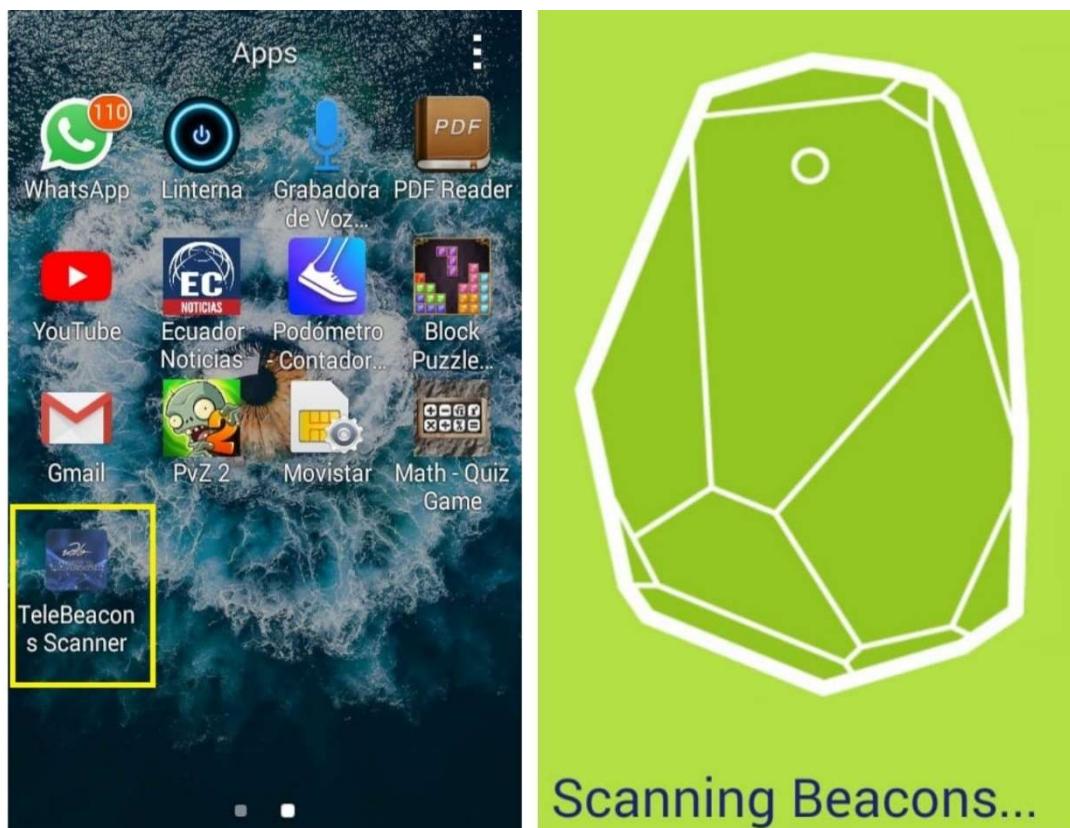 Apps
110
WhatsApp
Linterna
Grabadora
de Voz...
PDF
PDF Reader
YouTube
EC
NOTICIAS
Ecuador
Noticias
Podómetro
- Contador...
Block
Puzzle...
Gmail
2
PvZ 2
Movistar
Math - Quiz
Game
TeleBeacon
s Scanner
Scanning Beacons...